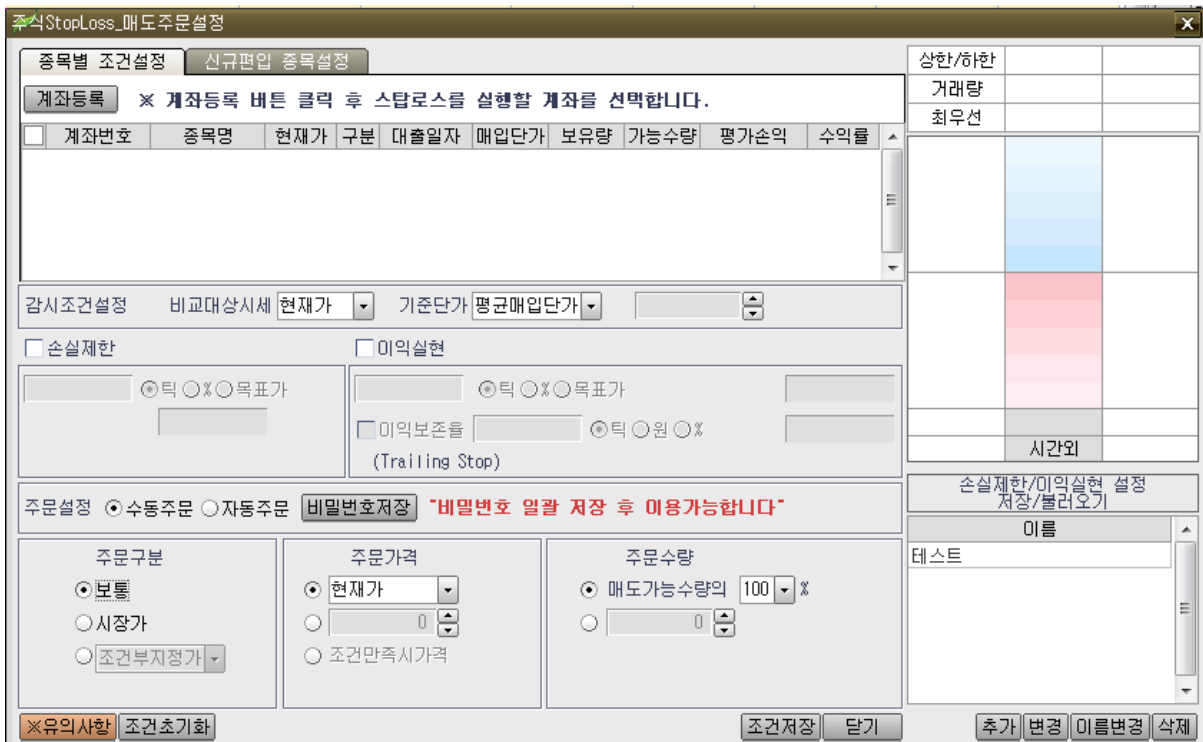 주식StopLoss_매도주문설정
종목별 조건설정 신규편입 종목설정
계좌등록 ※ 계좌등록 버튼 클릭 후 스탑로스를 실행할 계좌를 선택합니다.
계좌번호 종목명 현재가 구분 대출일자 매입단가 보유량 가능수량 평가손익 수익률
감시조건설정 비교대상시세 현재가 기준단가 평균매입단가
손실제한 이익실현
틱 % 목표가 틱 % 목표가
이익보존율 틱 원 %
(Trailing Stop)
주문설정 수동주문 자동주문 비밀번호저장 "비밀번호 일괄 저장 후 이용가능합니다"
주문구분 주문가격 주문수량
보통 현재가 매도가능수량의 100 %
시장가 0 0
조건부지정가 조건만족시가격
※유의사항 조건초기화 조건저장 닫기
상한/하한
거래량
최우선
시간외
손실제한/이익실현 설정
저장/불러오기
이름
테스트
추가 변경 이름변경 삭제